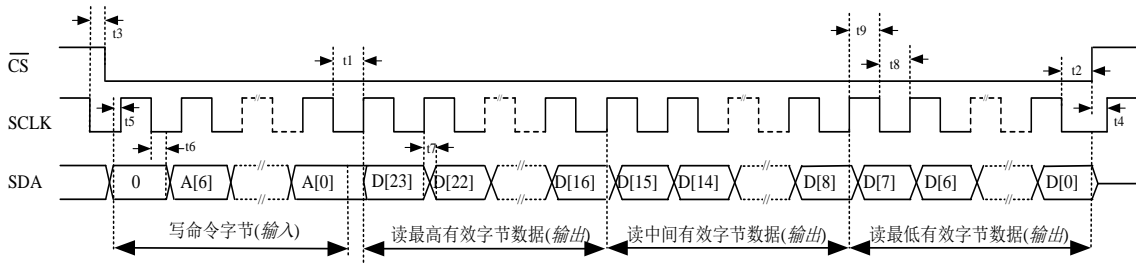 t3 t1 t9 t8 t2
CS
SCLK t5 t6 t7 t4
SDA 0 A[6] A[0] D[23] D[22] D[16] D[15] D[14] D[8] D[7] D[6] D[0]
写命令字节(输入) 读最高有效字节数据(输出) 读中间有效字节数据(输出) 读最低有效字节数据(输出)